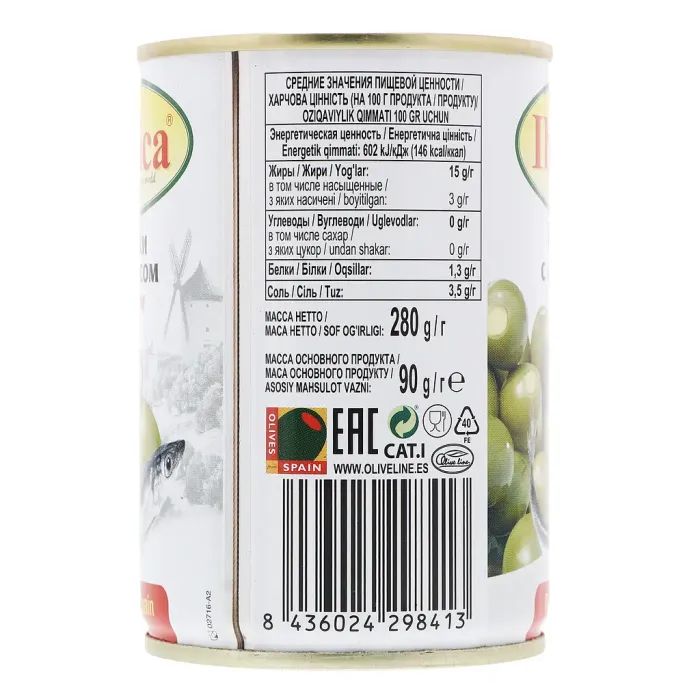 СРЕДНИЕ ЗНАЧЕНИЯ ПИЩЕВОЙ ЦЕННОСТИ /
ХАРЧОВА ЦІННІСТЬ (НА 100 Г ПРОДУКТА / ПРОДУКТУ)/
OZIQAVIYLIK QIMMATI 100 GR UCHUN
Энергетическая ценность / Енергетична цінність /
Energetik qimmati: 602 kJ/кДж (146 kcal/ккал)
Жиры / Жири / Yog'lar: 15 g/г
в том числе насыщенные /
з яких насичені / boyitilgan: 3 g/г
Углеводы / Вуглеводи / Uglevodlar: 0 g/г
в том числе сахар /
з яких цукор / undan shakar: 0 g/г
Белки / Білки / Oqsillar: 1,3 g/г
Соль / Сіль / Tuz: 3,5 g/г
МАССА НЕТТО /
МАСА НЕТТО / SOF OG'IRLIGI: 280 g/г
МАССА ОСНОВНОГО ПРОДУКТА /
МАСА ОСНОВНОГО ПРОДУКТУ /
ASOSIY MAHSULOT VAZNI: 90 g/г e
OLIVES
SPAIN
EAC
CAT.I
40
FE
WWW.OLIVELINE.ES
Olive line
8 436024 298413
02716-A2